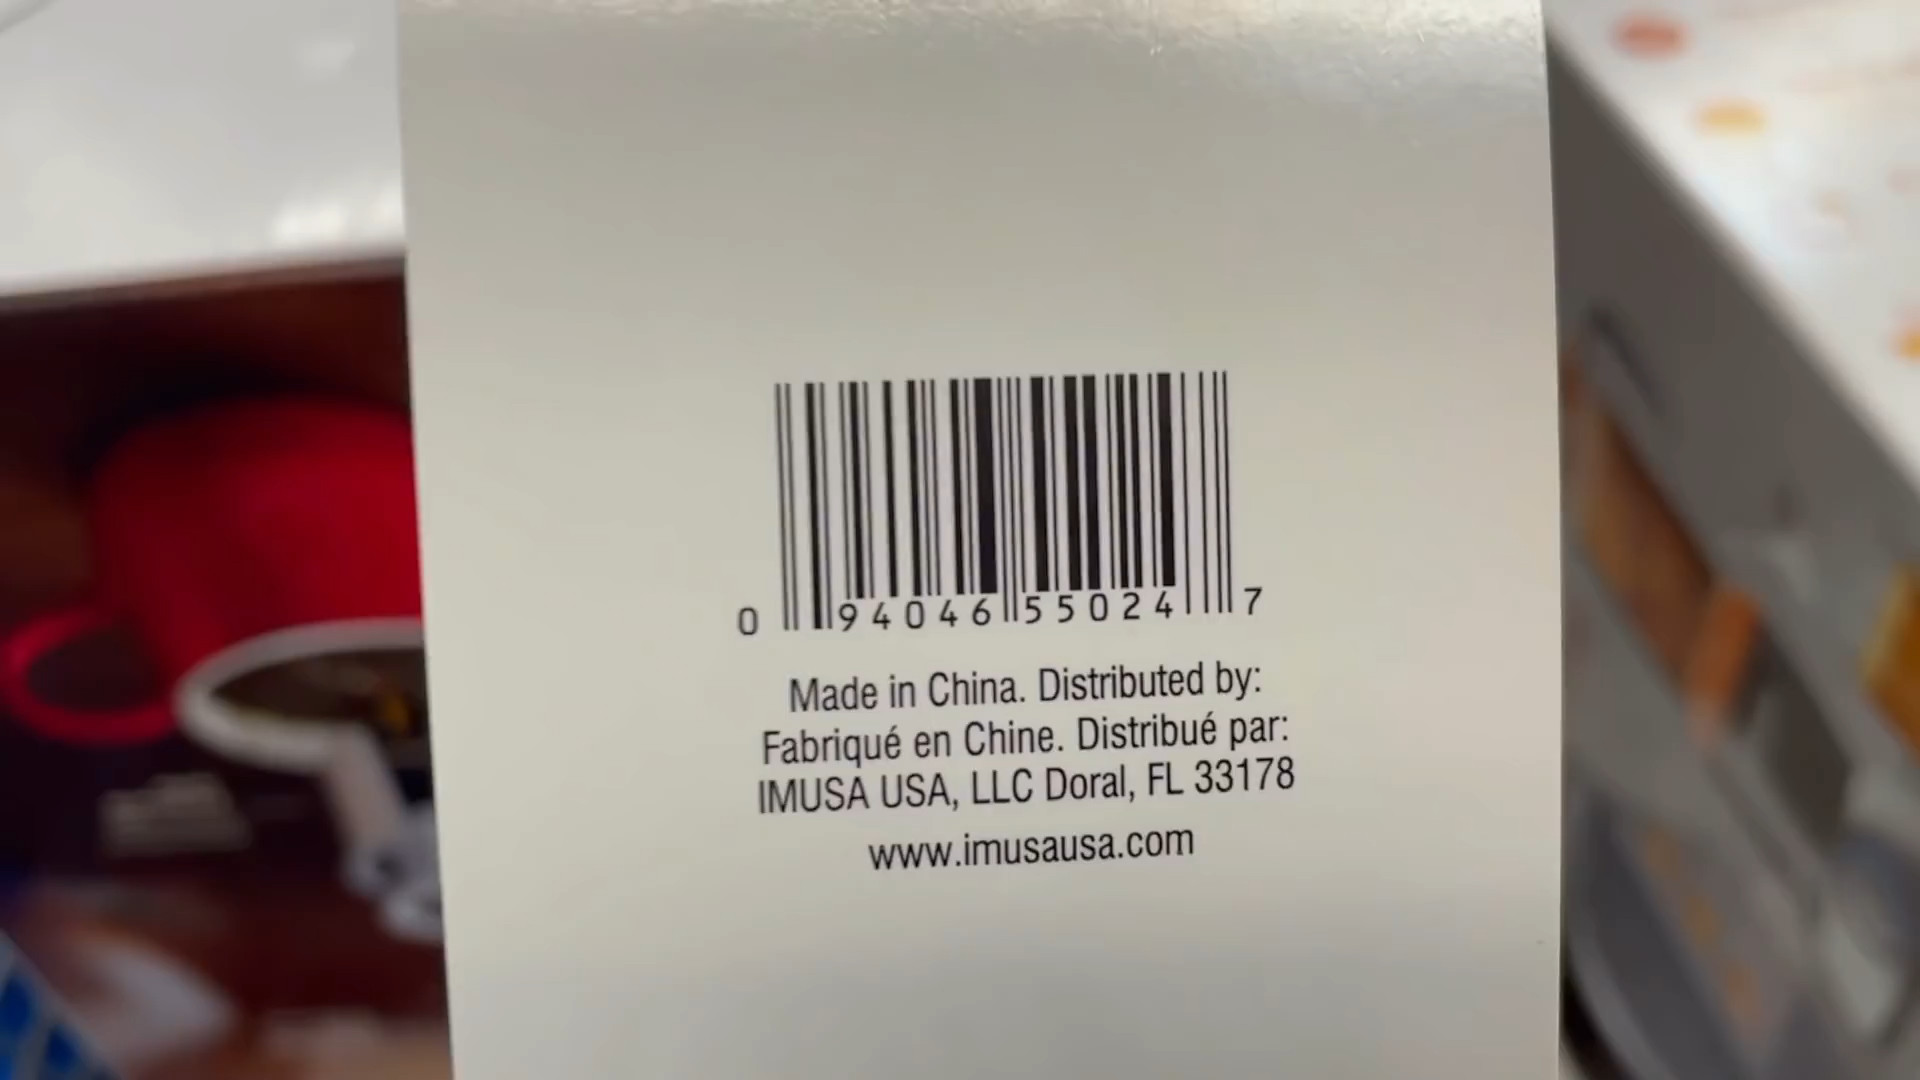 0 94046 55024 7
Made in China. Distributed by:
Fabriqué en Chine. Distribué par:
IMUSA USA, LLC Doral, FL 33178
www.imusausa.com